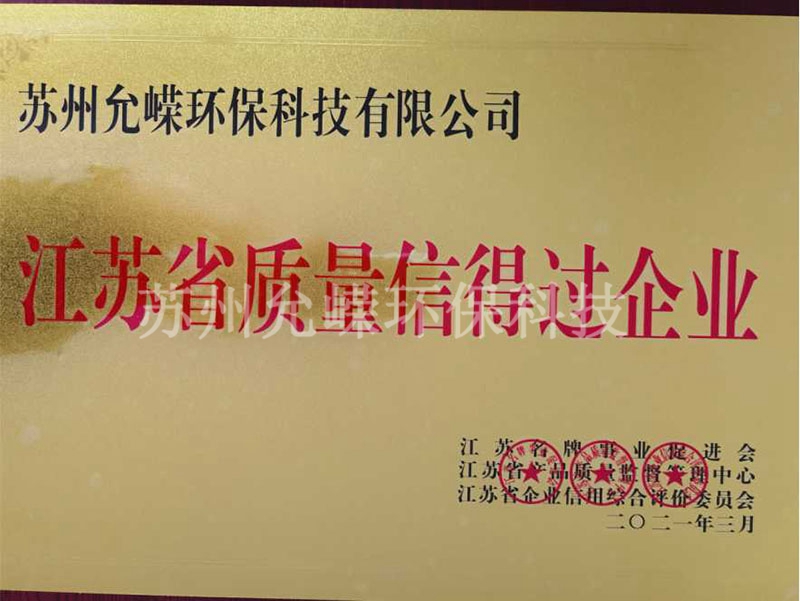 苏州允嵘环保科技有限公司
江苏省质量信得过企业
苏州允嵘环保科技
江苏名牌事业促进会
江苏省产品质量监督管理中心
江苏省企业信用综合评价委员会
二〇二一年三月